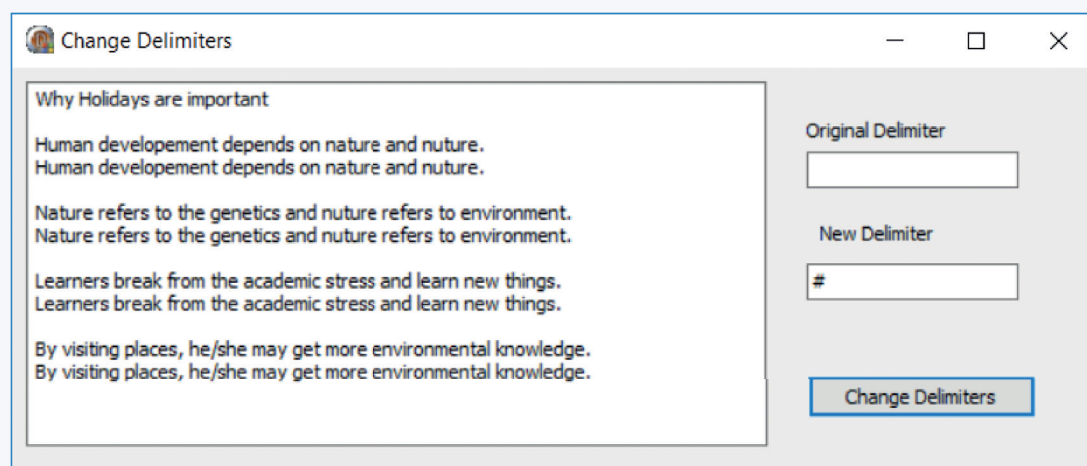 Change Delimiters
Why Holidays are important
Human developement depends on nature and nuture.
Human developement depends on nature and nuture.
Nature refers to the genetics and nuture refers to environment.
Nature refers to the genetics and nuture refers to environment.
Learners break from the academic stress and learn new things.
Learners break from the academic stress and learn new things.
By visiting places, he/she may get more environmental knowledge.
By visiting places, he/she may get more environmental knowledge.
Original Delimiter
New Delimiter
#
Change Delimiters